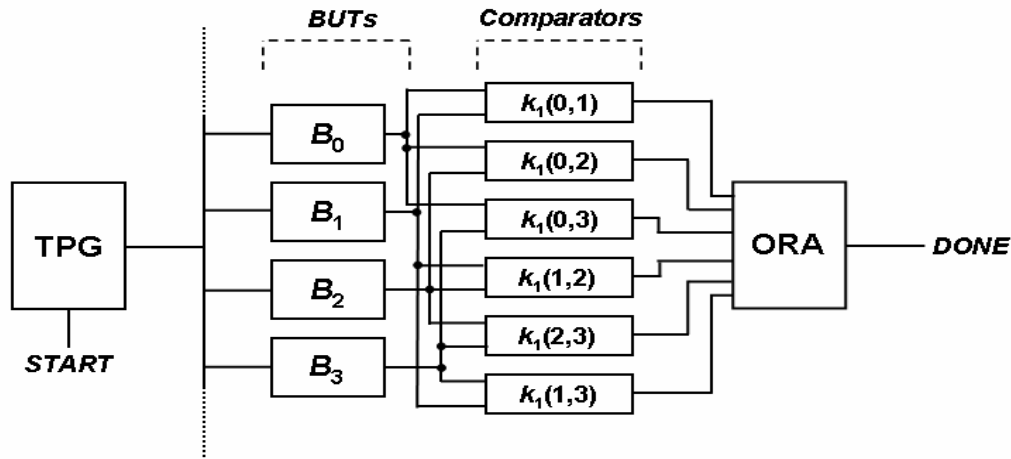 BUTs
Comparators
TPG
START
B₀
B₁
B₂
B₃
k₁(0,1)
k₁(0,2)
k₁(0,3)
k₁(1,2)
k₁(2,3)
k₁(1,3)
ORA
DONE